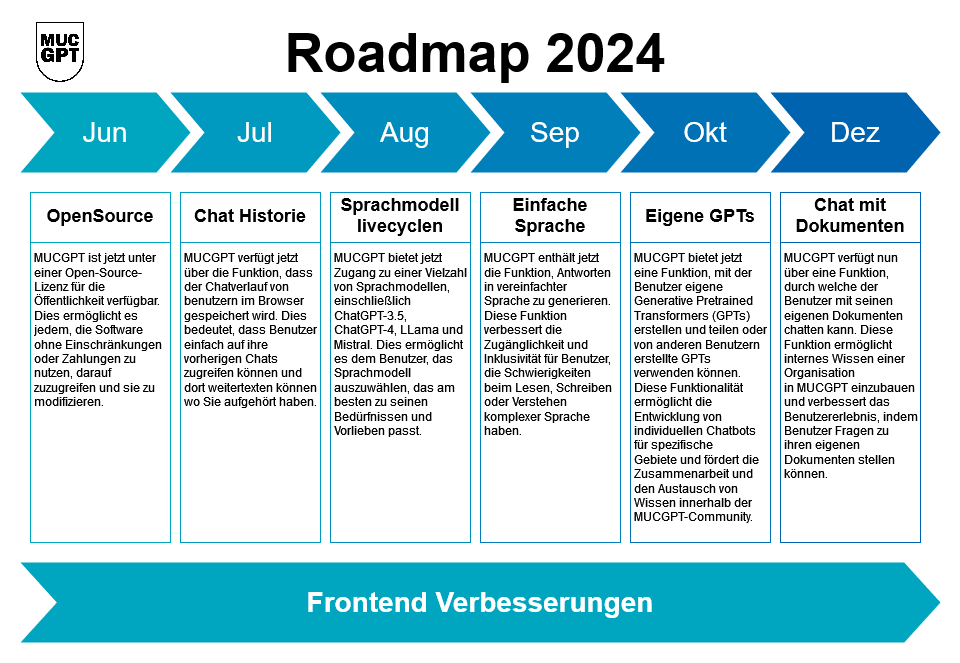 MUC
GPT
Roadmap 2024
Jun
Jul
Aug
Sep
Okt
Dez
OpenSource
MUCGPT ist jetzt unter
einer Open-Source-
Lizenz für die
Öffentlichkeit verfügbar.
Dies ermöglicht es
jedem, die Software
ohne Einschränkungen
oder Zahlungen zu
nutzen, darauf
zuzugreifen und sie zu
modifizieren.
Chat Historie
MUCGPT verfügt jetzt
über die Funktion, dass
der Chatverlauf von
benutzern im Browser
gespeichert wird. Dies
bedeutet, dass Benutzer
einfach auf ihre
vorherigen Chats
zugreifen können und
dort weitertexten können
wo Sie aufgehört haben.
Sprachmodell
livecyclen
MUCGPT bietet jetzt
Zugang zu einer Vielzahl
von Sprachmodellen,
einschließlich
ChatGPT-3.5,
ChatGPT-4, LLama und
Mistral. Dies ermöglicht
es dem Benutzer, das
Sprachmodell
auszuwählen, das am
besten zu seinen
Bedürfnissen und
Vorlieben passt.
Einfache
Sprache
MUCGPT enthält jetzt
die Funktion, Antworten
in vereinfachter
Sprache zu generieren.
Diese Funktion
verbessert die
Zugänglichkeit und
Inklusivität für Benutzer,
die Schwierigkeiten
beim Lesen, Schreiben
oder Verstehen
komplexer Sprache
haben.
Eigene GPTs
MUCGPT bietet jetzt
eine Funktion, mit der
Benutzer eigene
Generative Pretrained
Transformers (GPTs)
erstellen und teilen oder
von anderen Benutzern
erstellte GPTs
verwenden können.
Diese Funktionalität
ermöglicht die
Entwicklung von
individuellen Chatbots
für spezifische
Gebiete und fördert die
Zusammenarbeit und
den Austausch von
Wissen innerhalb der
MUCGPT-Community.
Chat mit
Dokumenten
MUCGPT verfügt nun
über eine Funktion,
durch welche der
Benutzer mit seinen
eigenen Dokumenten
chatten kann. Diese
Funktion ermöglicht
internes Wissen einer
Organisation
in MUCGPT einzubauen
und verbessert das
Benutzererlebnis, indem
Benutzer Fragen zu
ihren eigenen
Dokumenten stellen
können.
Frontend Verbesserungen